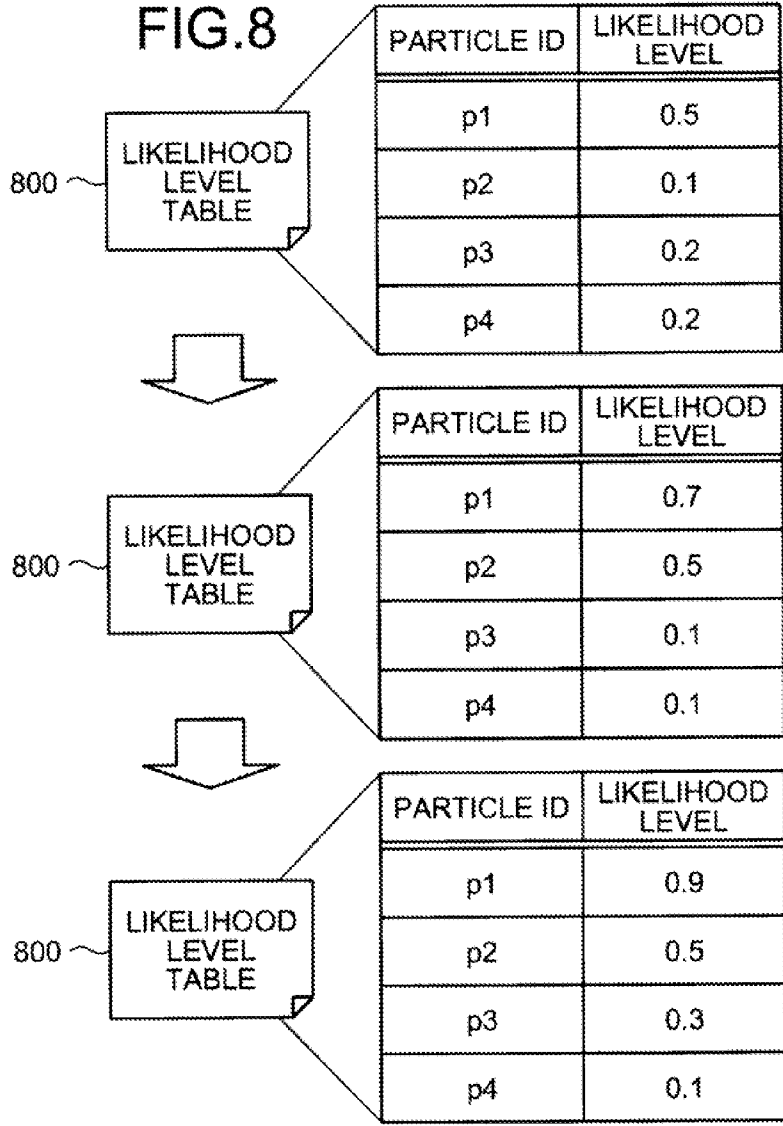 FIG.8
PARTICLE ID LIKELIHOOD LEVEL
p1 0.5
p2 0.1
p3 0.2
p4 0.2
800
LIKELIHOOD
LEVEL
TABLE
PARTICLE ID LIKELIHOOD LEVEL
p1 0.7
p2 0.5
p3 0.1
p4 0.1
800
LIKELIHOOD
LEVEL
TABLE
PARTICLE ID LIKELIHOOD LEVEL
p1 0.9
p2 0.5
p3 0.3
p4 0.1
800
LIKELIHOOD
LEVEL
TABLE